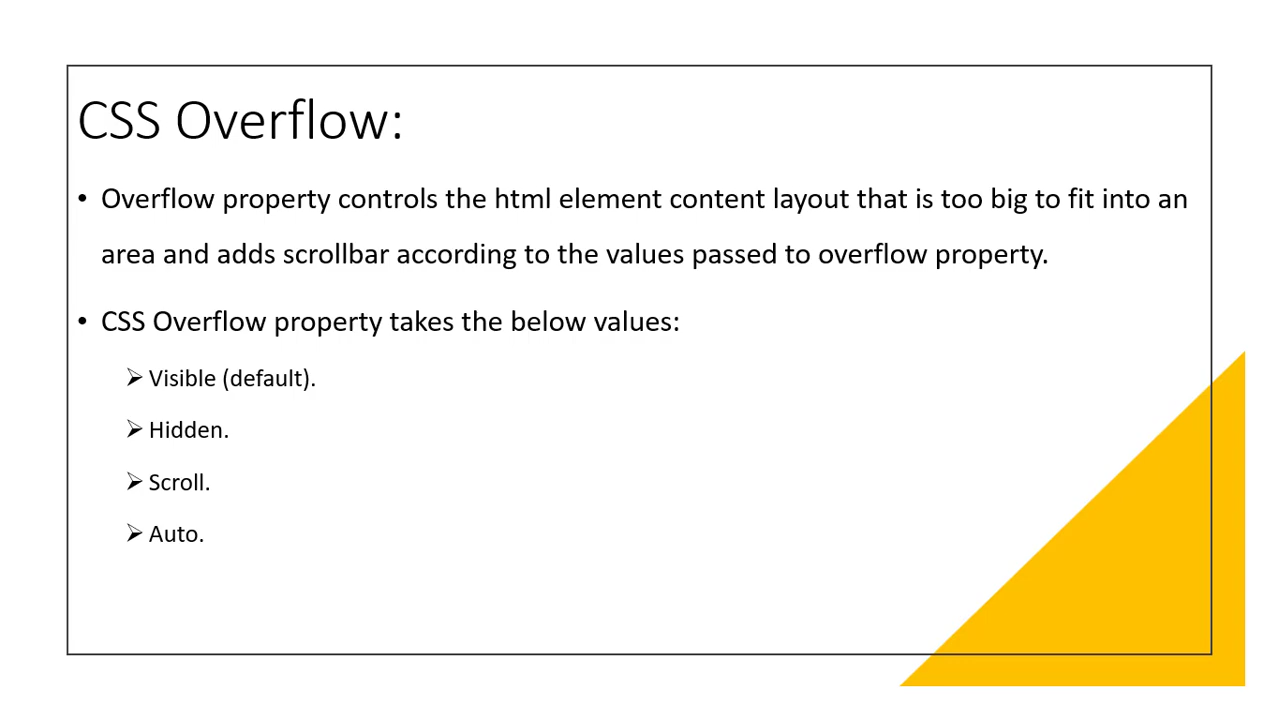 CSS Overflow:
• Overflow property controls the html element content layout that is too big to fit into an
area and adds scrollbar according to the values passed to overflow property.
• CSS Overflow property takes the below values:
➢ Visible (default).
➢ Hidden.
➢ Scroll.
➢ Auto.